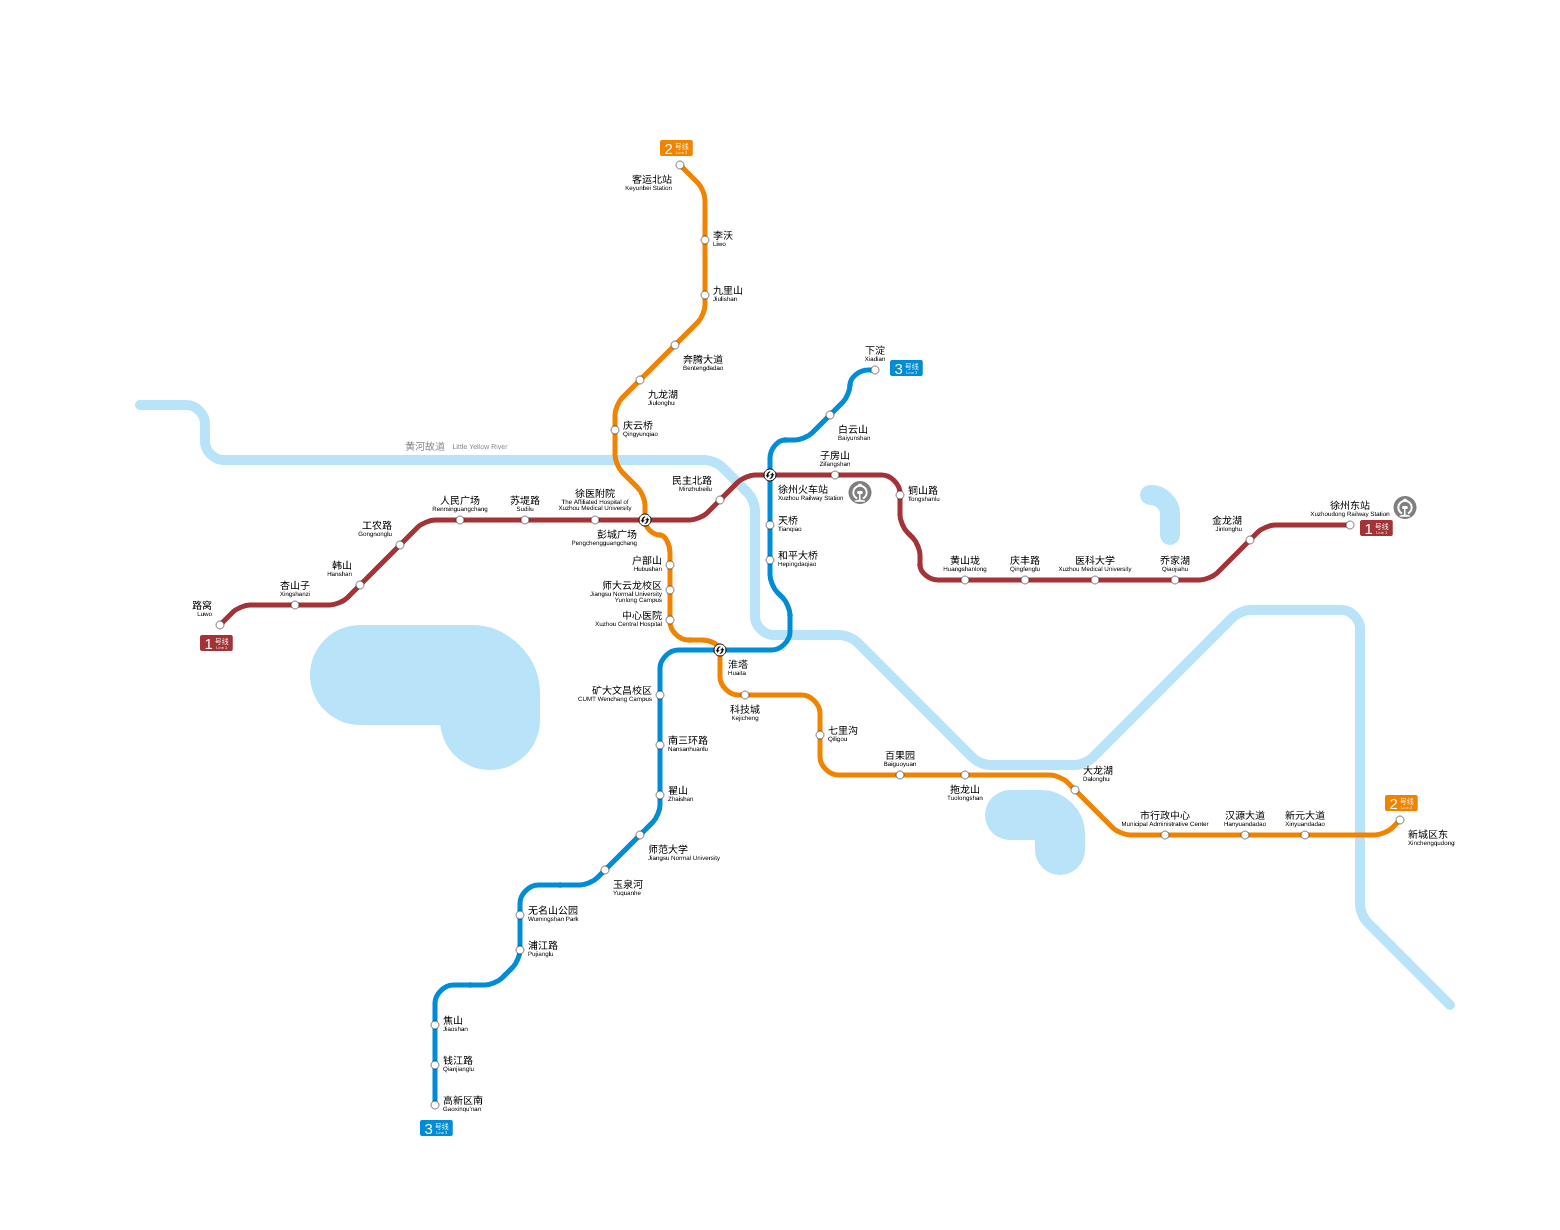 2 号线
Line 2
客运北站
Keyunbei Station
李沃
Liwo
九里山
Jiulishan
奔腾大道
Bentengdadao
下淀
Xiadian
3 号线
Line 3
九龙湖
Jiulonghu
庆云桥
Qingyunqiao
白云山
Baiyunshan
黄河故道 Little Yellow River
子房山
Zifangshan
民主北路
Minzhubeilu
徐州火车站
Xuzhou Railway Station
铜山路
Tongshanlu
徐医附院
The Affiliated Hospital of
Xuzhou Medical University
人民广场
Renminguangchang
苏堤路
Sudilu
工农路
Gongnonglu
彭城广场
Pengchengguangchang
天桥
Tianqiao
金龙湖
Jinlonghu
徐州东站
Xuzhoudong Railway Station
1 号线
Line 1
韩山
Hanshan
户部山
Hubushan
和平大桥
Hepingdaqiao
黄山垅
Huangshanlong
庆丰路
Qingfenglu
医科大学
Xuzhou Medical University
乔家湖
Qiaojiahu
杏山子
Xingshanzi
师大云龙校区
Jiangsu Normal University
Yunlong Campus
路窝
Luwo
中心医院
Xuzhou Central Hospital
1 号线
Line 1
淮塔
Huaita
矿大文昌校区
CUMT Wenchang Campus
科技城
Kejicheng
七里沟
Qiligou
南三环路
Nansanhuanlu
百果园
Baiguoyuan
大龙湖
Dalonghu
翟山
Zhaishan
拖龙山
Tuolongshan
2 号线
Line 2
市行政中心
Municipal Administrative Center
汉源大道
Hanyuandadao
新元大道
Xinyuandadao
新城区东
Xinchengqudong
师范大学
Jiangsu Normal University
玉泉河
Yuquanhe
无名山公园
Wumingshan Park
浦江路
Pujianglu
焦山
Jiaoshan
钱江路
Qianjianglu
高新区南
Gaoxinqu'nan
3 号线
Line 3